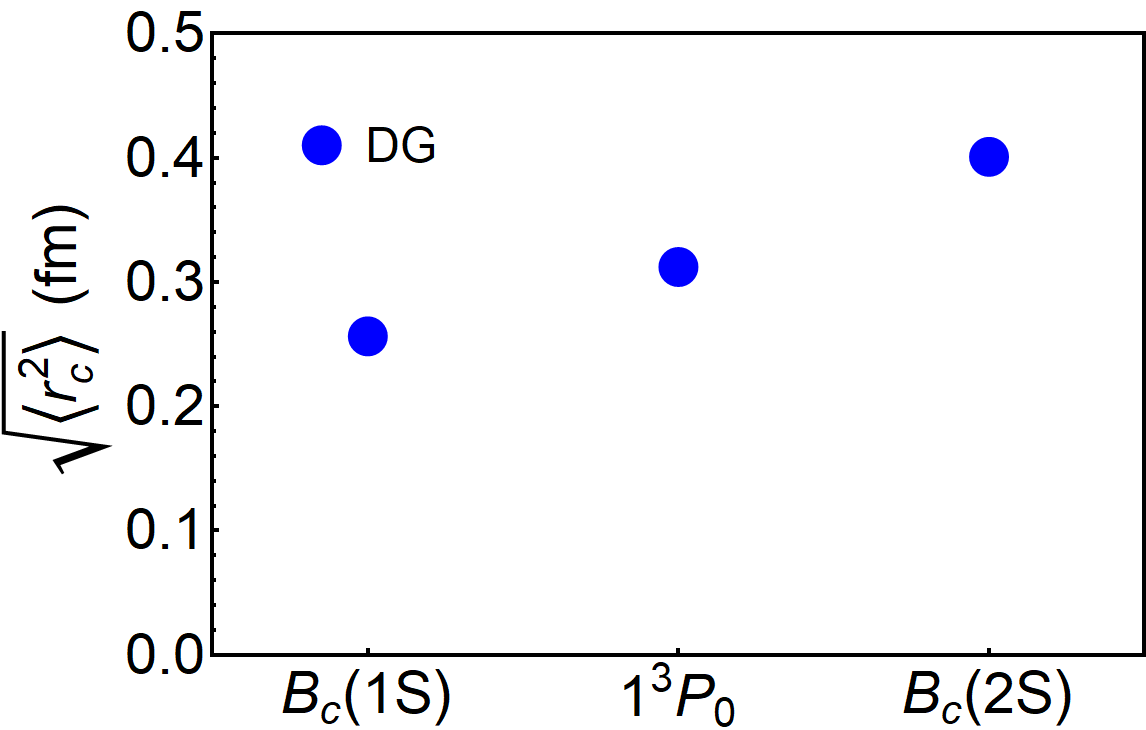 0.5
DG
0.4
0.3
0.2
0.1
0.0
√⟨r_c^2⟩ (fm)
B_c(1S)
1^3P_0
B_c(2S)